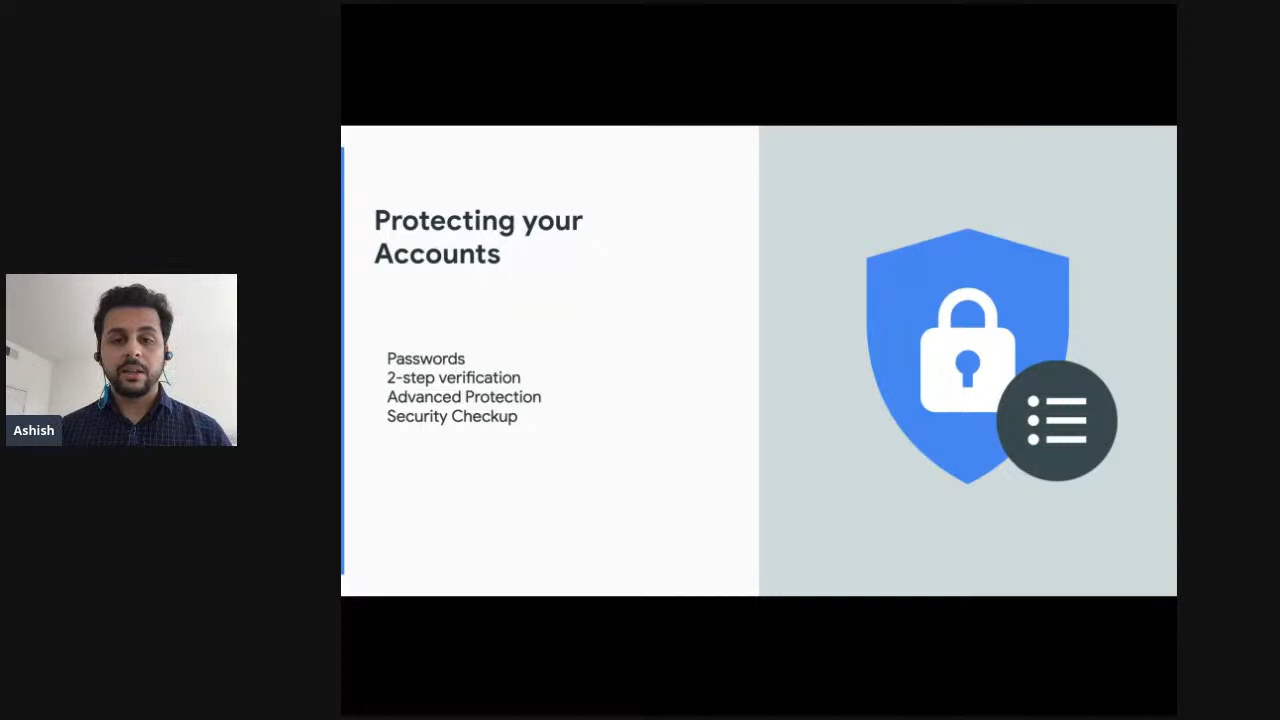 Ashish
Protecting your
Accounts
Passwords
2-step verification
Advanced Protection
Security Checkup